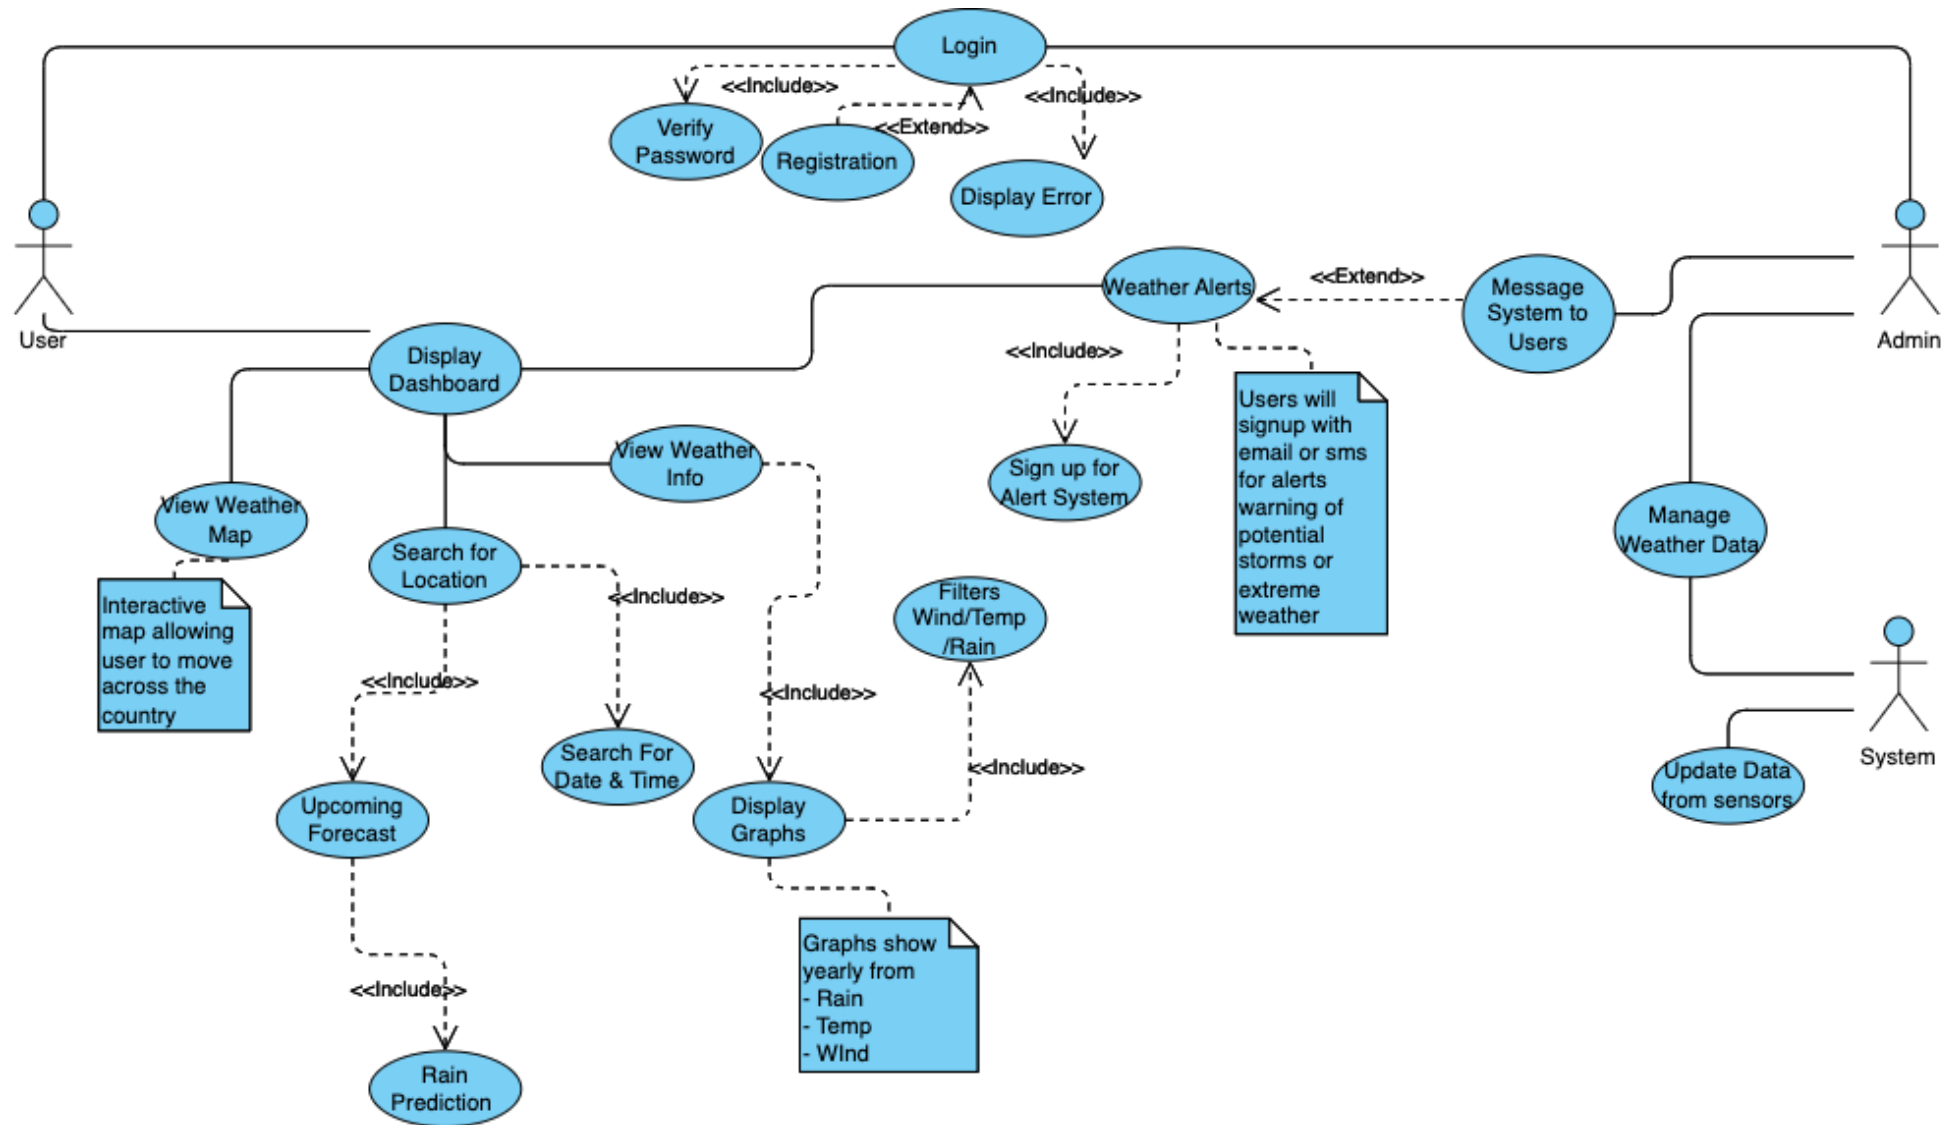 Login
<<Include>>
<<Include>>
Verify
Password
<<Extend>>
Registration
Display Error
User
Admin
Weather Alerts
<<Extend>>
Message
System to
Users
<<Include>>
Display
Dashboard
Users will
signup with
email or sms
for alerts
warning of
potential
storms or
extreme
weather
View Weather
Info
Sign up for
Alert System
View Weather
Map
Search for
Location
Manage
Weather Data
Interactive
map allowing
user to move
across the
country
<<Include>>
Filters
Wind/Temp
/Rain
<<Include>>
<<Include>>
Search For
Date & Time
<<Include>>
System
Update Data
from sensors
Upcoming
Forecast
Display
Graphs
Graphs show
yearly from
- Rain
- Temp
- WInd
<<Include>>
Rain
Prediction